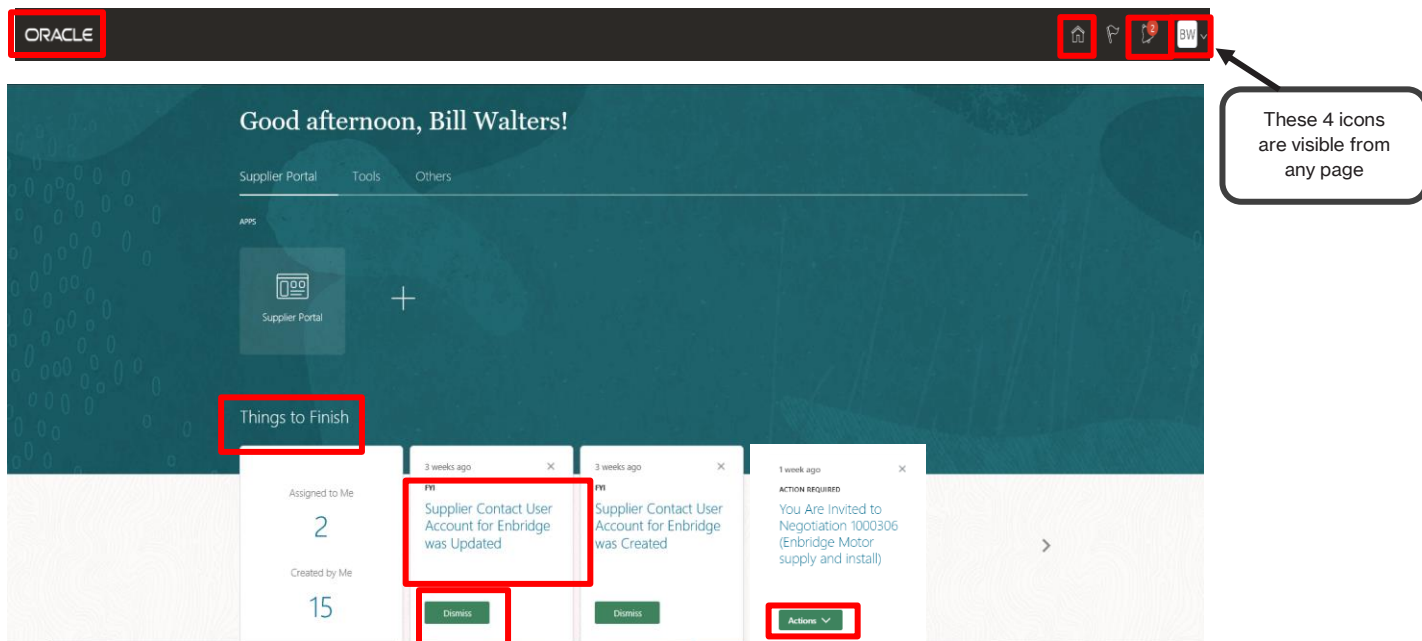 ORACLE
2
BW
These 4 icons
are visible from
any page
Good afternoon, Bill Walters!
Supplier Portal Tools Others
APPS
Supplier Portal
Things to Finish
Assigned to Me
2
Created by Me
15
3 weeks ago
FYI
Supplier Contact User
Account for Enbridge
was Updated
Dismiss
3 weeks ago
FYI
Supplier Contact User
Account for Enbridge
was Created
Dismiss
1 week ago
ACTION REQUIRED
You Are Invited to
Negotiation 1000306
(Enbridge Motor
supply and install)
Actions